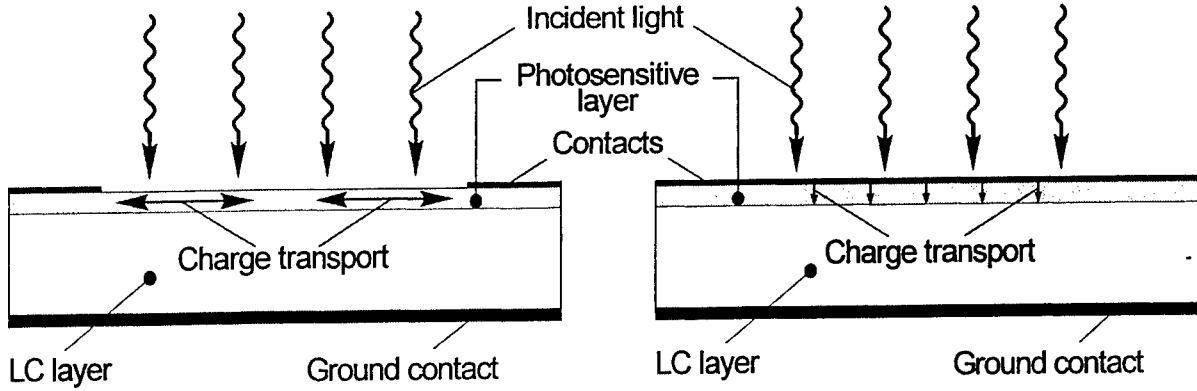 Incident light
Photosensitive
layer
Contacts
Charge transport
Charge transport
LC layer
Ground contact
LC layer
Ground contact